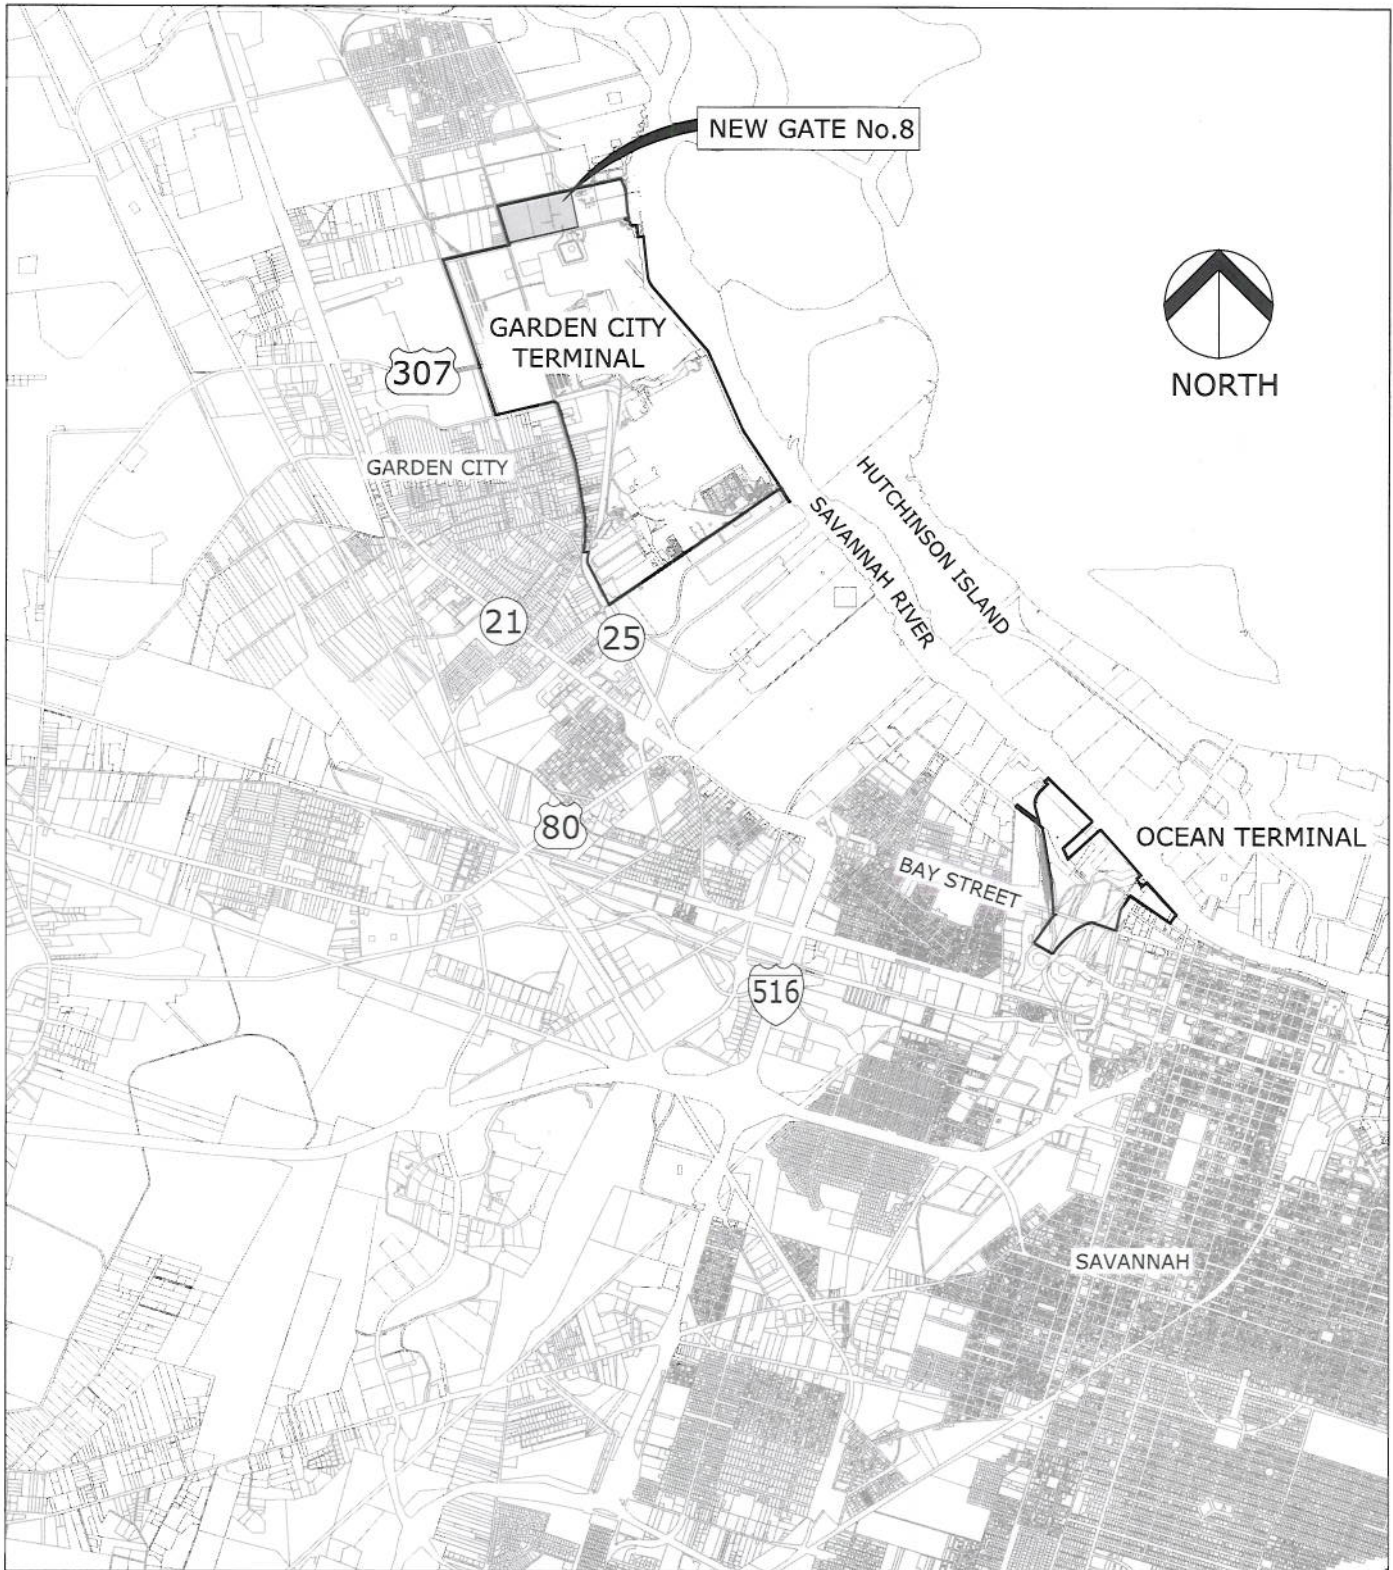 NEW GATE No.8
GARDEN CITY
TERMINAL
307
NORTH
GARDEN CITY
HUTCHINSON ISLAND
SAVANNAH RIVER
21
25
80
OCEAN TERMINAL
BAY STREET
516
SAVANNAH